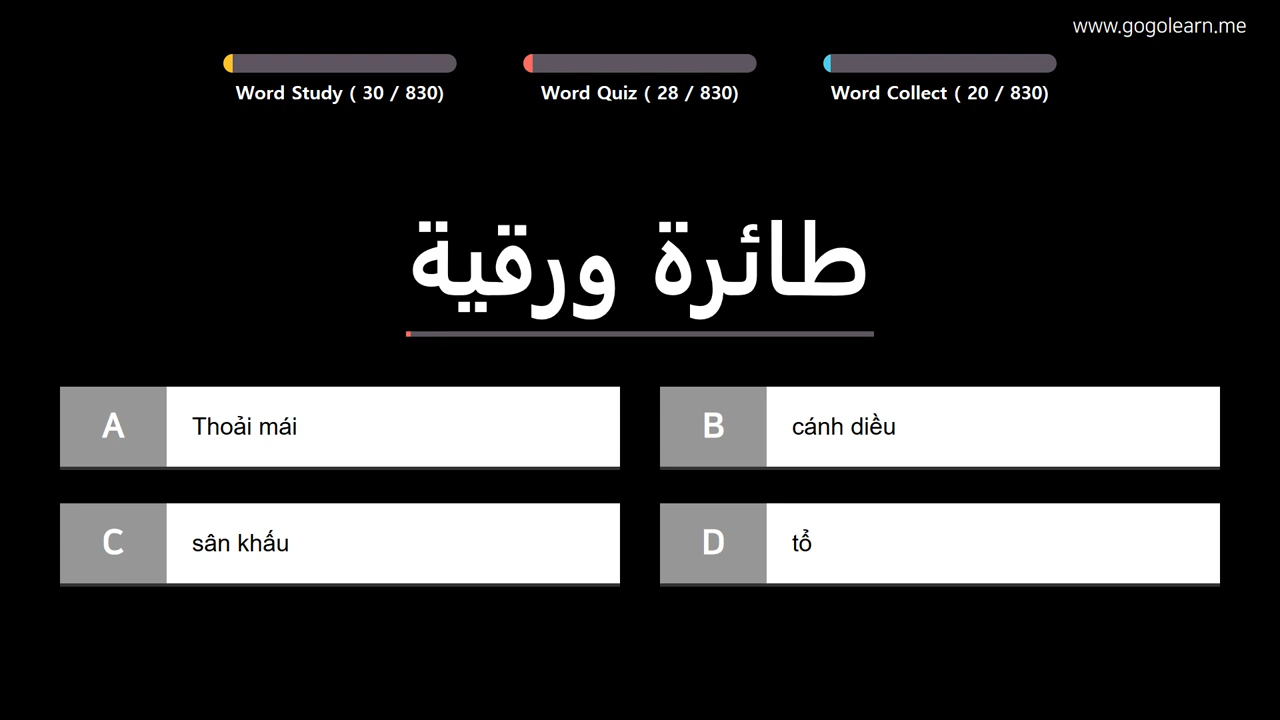 www.gogolearn.me
Word Study ( 30 / 830)
Word Quiz ( 28 / 830)
Word Collect ( 20 / 830)
طائرة ورقية
A Thoải mái
B cánh diều
C sân khấu
D tổ